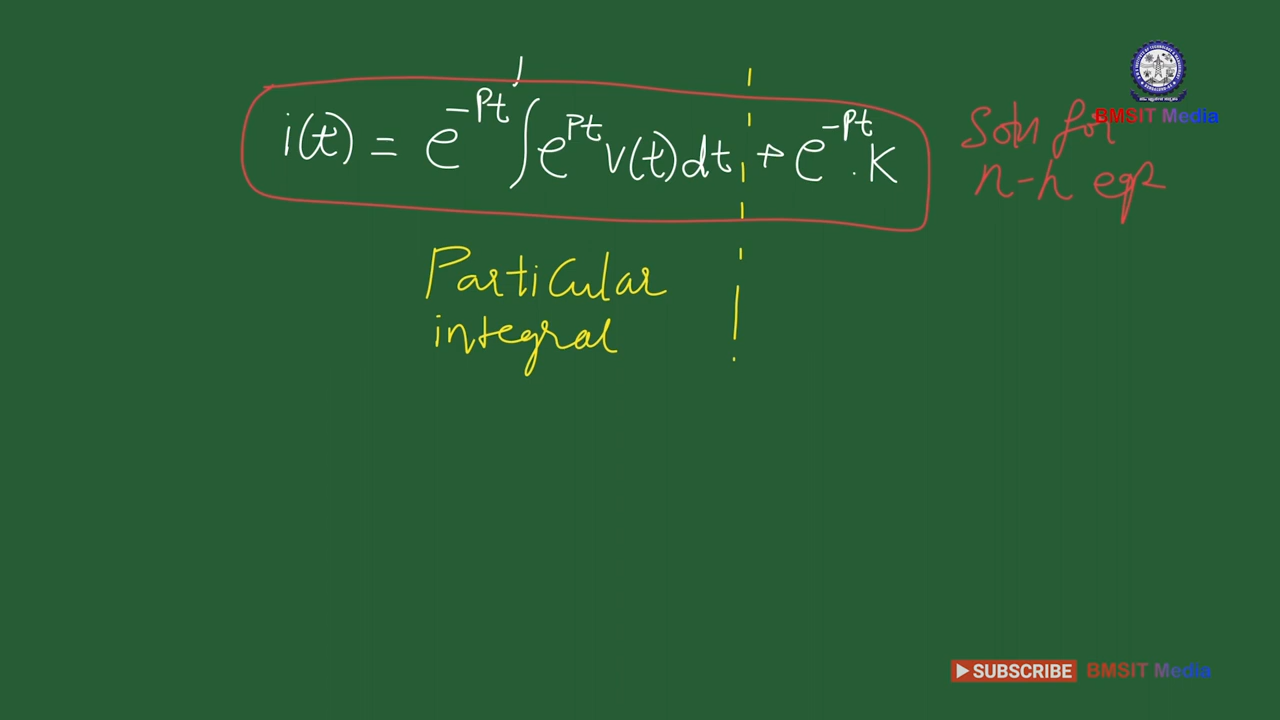 i(t) = e^{-Pt} ∫ e^{Pt} v(t) dt + e^{-Pt} . K
Soln for
n-h eqn
Particular
integral
BMSIT Media
SUBSCRIBE BMSIT Media